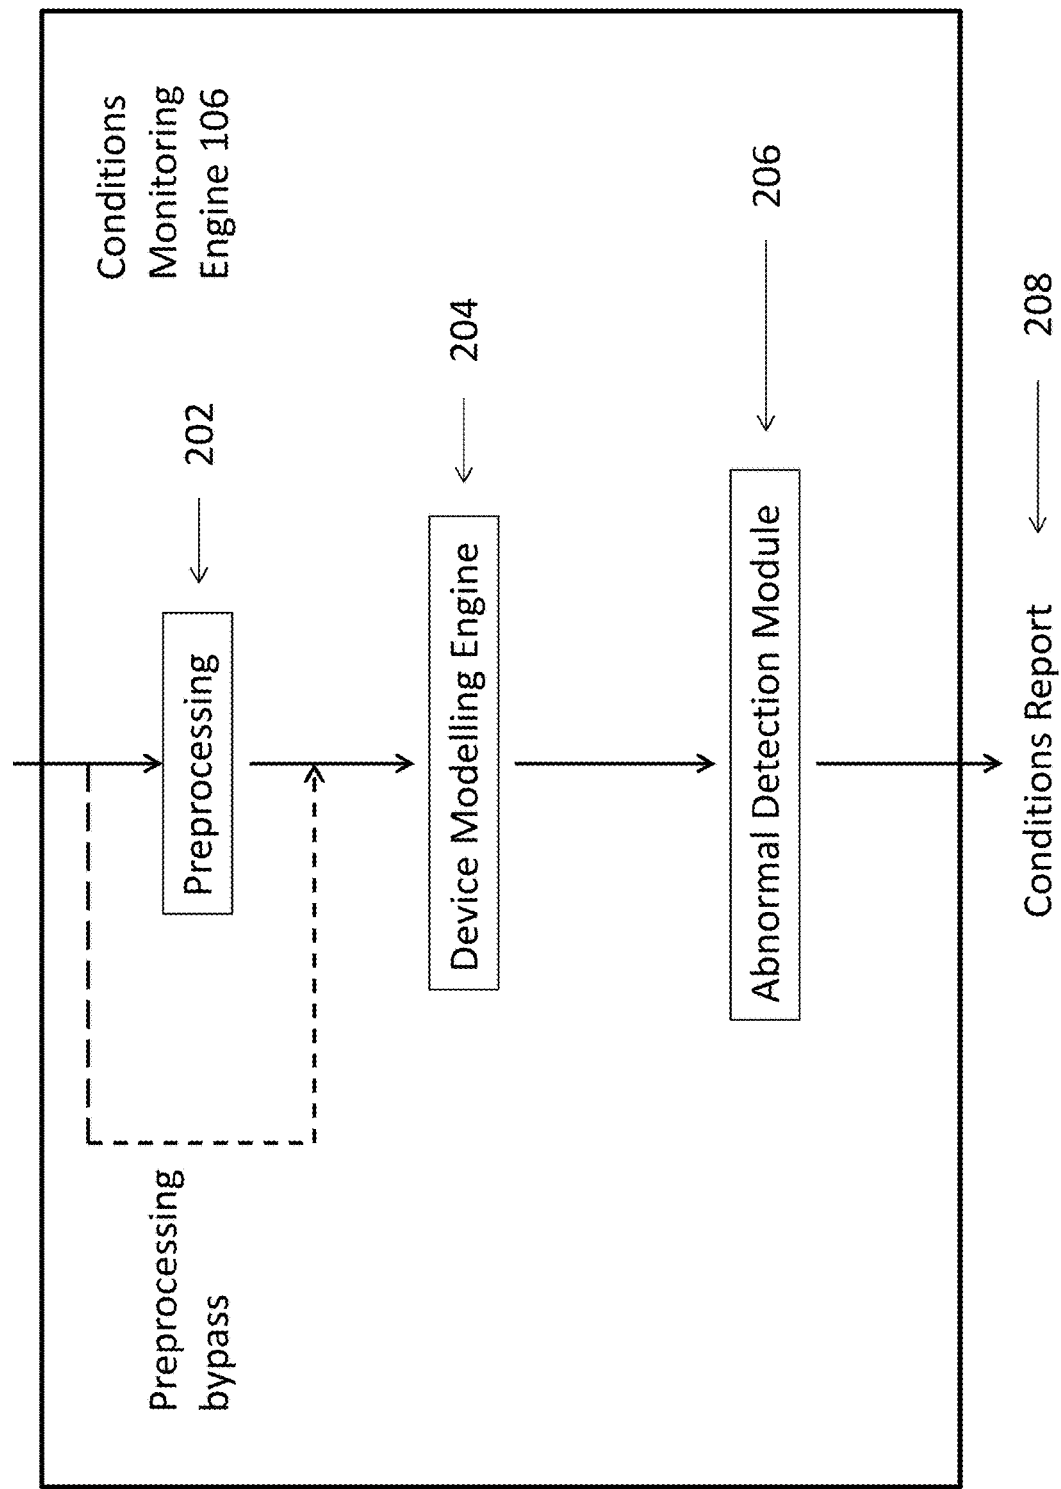 Conditions
Monitoring
Engine 106
Preprocessing
bypass
Preprocessing
202
Device Modelling Engine
204
Abnormal Detection Module
206
Conditions Report
208